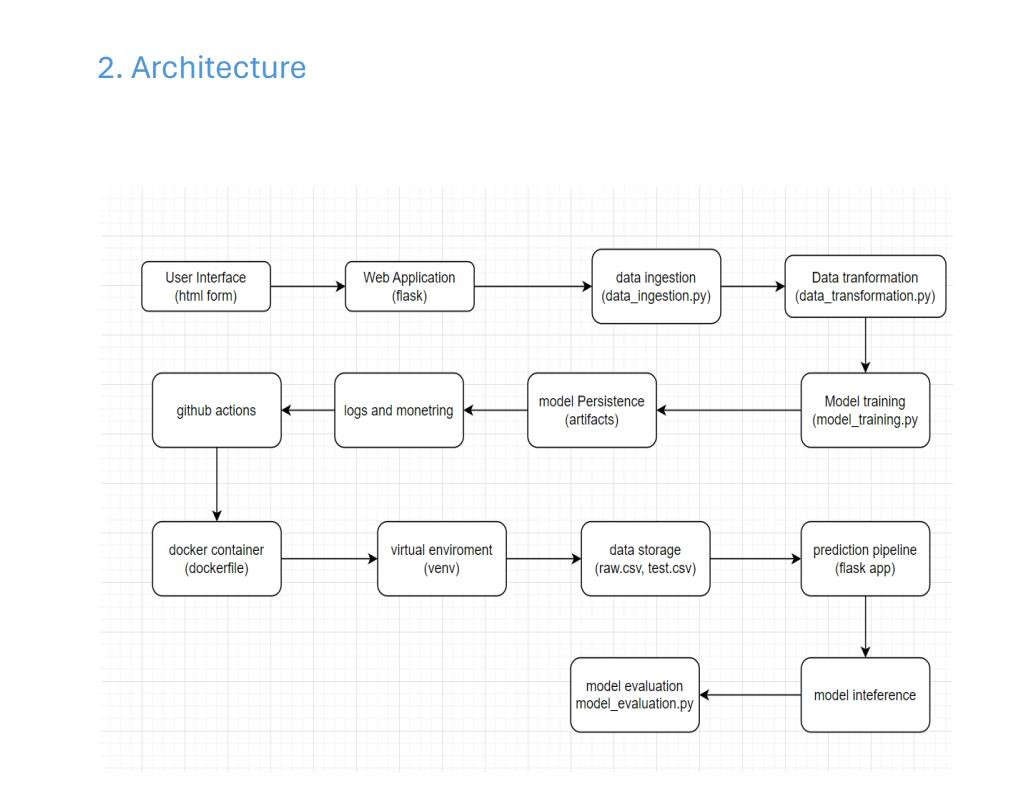 2. Architecture
User Interface
(html form)
Web Application
(flask)
data ingestion
(data_ingestion.py)
Data tranformation
(data_transformation.py)
github actions
logs and monetring
model Persistence
(artifacts)
Model training
(model_training.py
docker container
(dockerfile)
virtual enviroment
(venv)
data storage
(raw.csv, test.csv)
prediction pipeline
(flask app)
model evaluation
model_evaluation.py
model inteference